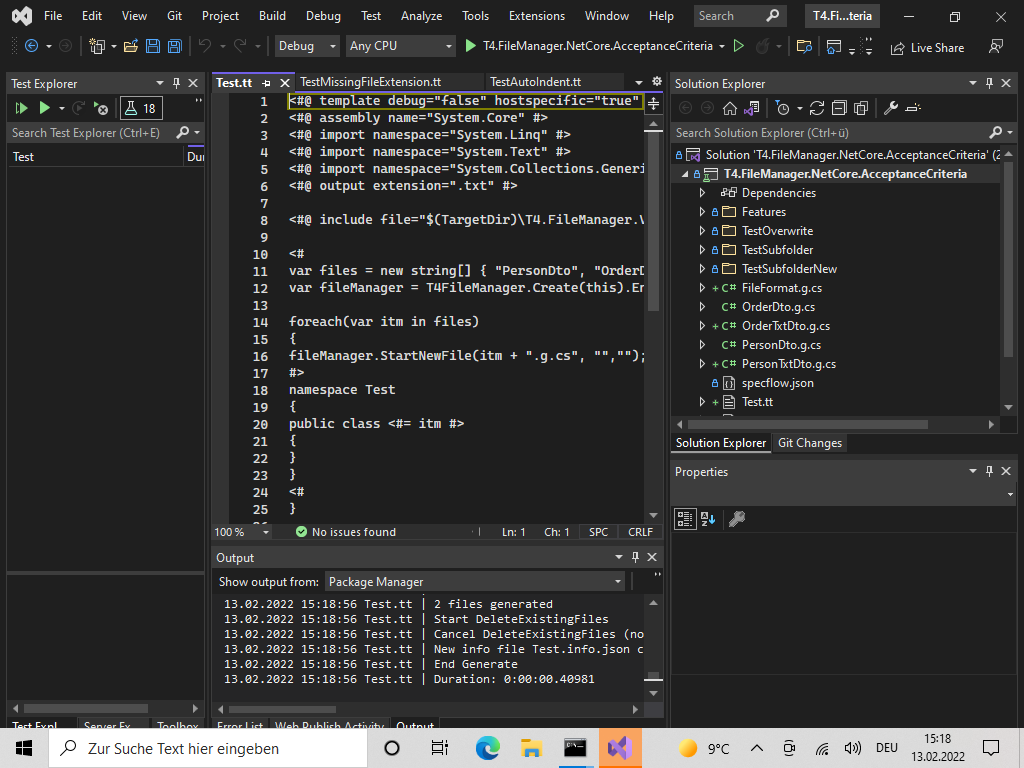 File Edit View Git Project Build Debug Test Analyze Tools Extensions Window Help Search T4.Fi...teria
Debug Any CPU T4.FileManager.NetCore.AcceptanceCriteria Live Share
Test Explorer
18
Search Test Explorer (Ctrl+E)
Test Dur
Test.tt TestMissingFileExtension.tt TestAutoIndent.tt
1 <#@ template debug="false" hostspecific="true"
2 <#@ assembly name="System.Core" #>
3 <#@ import namespace="System.Linq" #>
4 <#@ import namespace="System.Text" #>
5 <#@ import namespace="System.Collections.Generi
6 <#@ output extension=".txt" #>
7
8 <#@ include file="$(TargetDir)\T4.FileManager.V
9
10 <#
11 var files = new string[] { "PersonDto", "OrderD
12 var fileManager = T4FileManager.Create(this).En
13
14 foreach(var itm in files)
15 {
16 fileManager.StartNewFile(itm + ".g.cs", "","");
17 #>
18 namespace Test
19 {
20 public class <#= itm #>
21 {
22 }
23 }
24 <#
25 }
100 % No issues found Ln: 1 Ch: 1 SPC CRLF
Output
Show output from: Package Manager
13.02.2022 15:18:56 Test.tt | 2 files generated
13.02.2022 15:18:56 Test.tt | Start DeleteExistingFiles
13.02.2022 15:18:56 Test.tt | Cancel DeleteExistingFiles (no
13.02.2022 15:18:56 Test.tt | New info file Test.info.json c
13.02.2022 15:18:56 Test.tt | End Generate
13.02.2022 15:18:56 Test.tt | Duration: 0:00:00.40981
Test Expl... Server Ex... Toolbox Error List Web Publish Activity Output
Solution Explorer
Search Solution Explorer (Ctrl+ü)
Solution 'T4.FileManager.NetCore.AcceptanceCriteria' (2
T4.FileManager.NetCore.AcceptanceCriteria
Dependencies
Features
TestOverwrite
TestSubfolder
TestSubfolderNew
+ C# FileFormat.g.cs
C# OrderDto.g.cs
+ C# OrderTxtDto.g.cs
C# PersonDto.g.cs
+ C# PersonTxtDto.g.cs
specflow.json
+ Test.tt
Solution Explorer Git Changes
Properties
Zur Suche Text hier eingeben 9°C DEU 15:18
13.02.2022